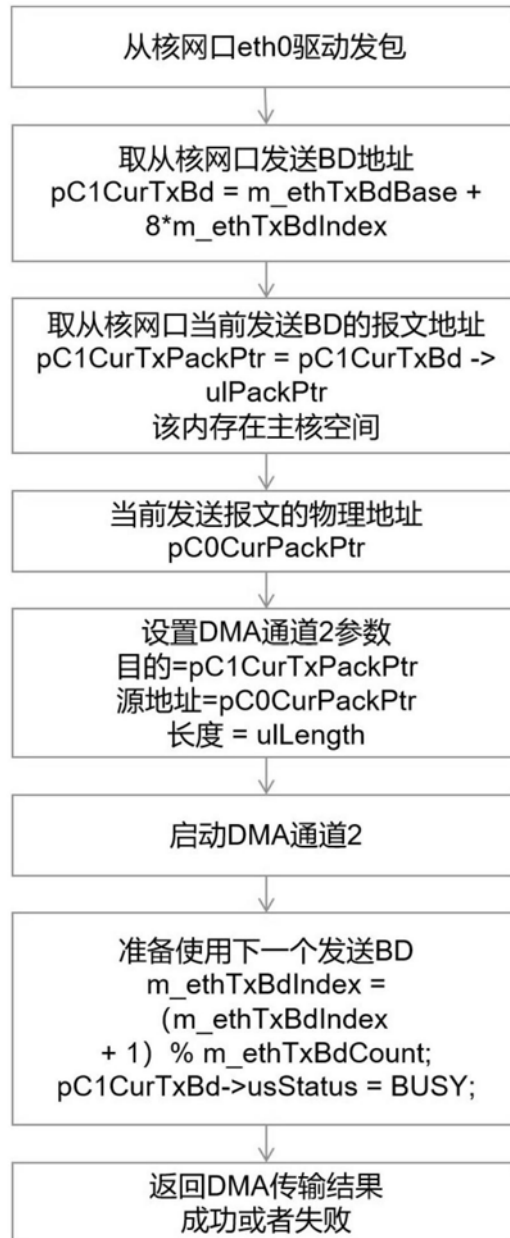 从核网口eth0驱动发包
取从核网口发送BD地址
pC1CurTxBd = m_ethTxBdBase +
8*m_ethTxBdIndex
取从核网口当前发送BD的报文地址
pC1CurTxPackPtr = pC1CurTxBd ->
ulPackPtr
该内存在主核空间
当前发送报文的物理地址
pC0CurPackPtr
设置DMA通道2参数
目的=pC1CurTxPackPtr
源地址=pC0CurPackPtr
长度 = ulLength
启动DMA通道2
准备使用下一个发送BD
m_ethTxBdIndex =
（m_ethTxBdIndex
+ 1）% m_ethTxBdCount;
pC1CurTxBd->usStatus = BUSY;
返回DMA传输结果
成功或者失败